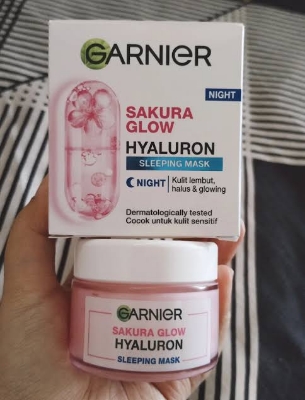 GARNIER
NIGHT
SAKURA
GLOW
HYALURON
SLEEPING MASK
NIGHT
Kulit lembut,
halus & glowing
Dermatologically tested
Cocok untuk kulit sensitif
GARNIER
SAKURA GLOW
HYALURON
SLEEPING MASK